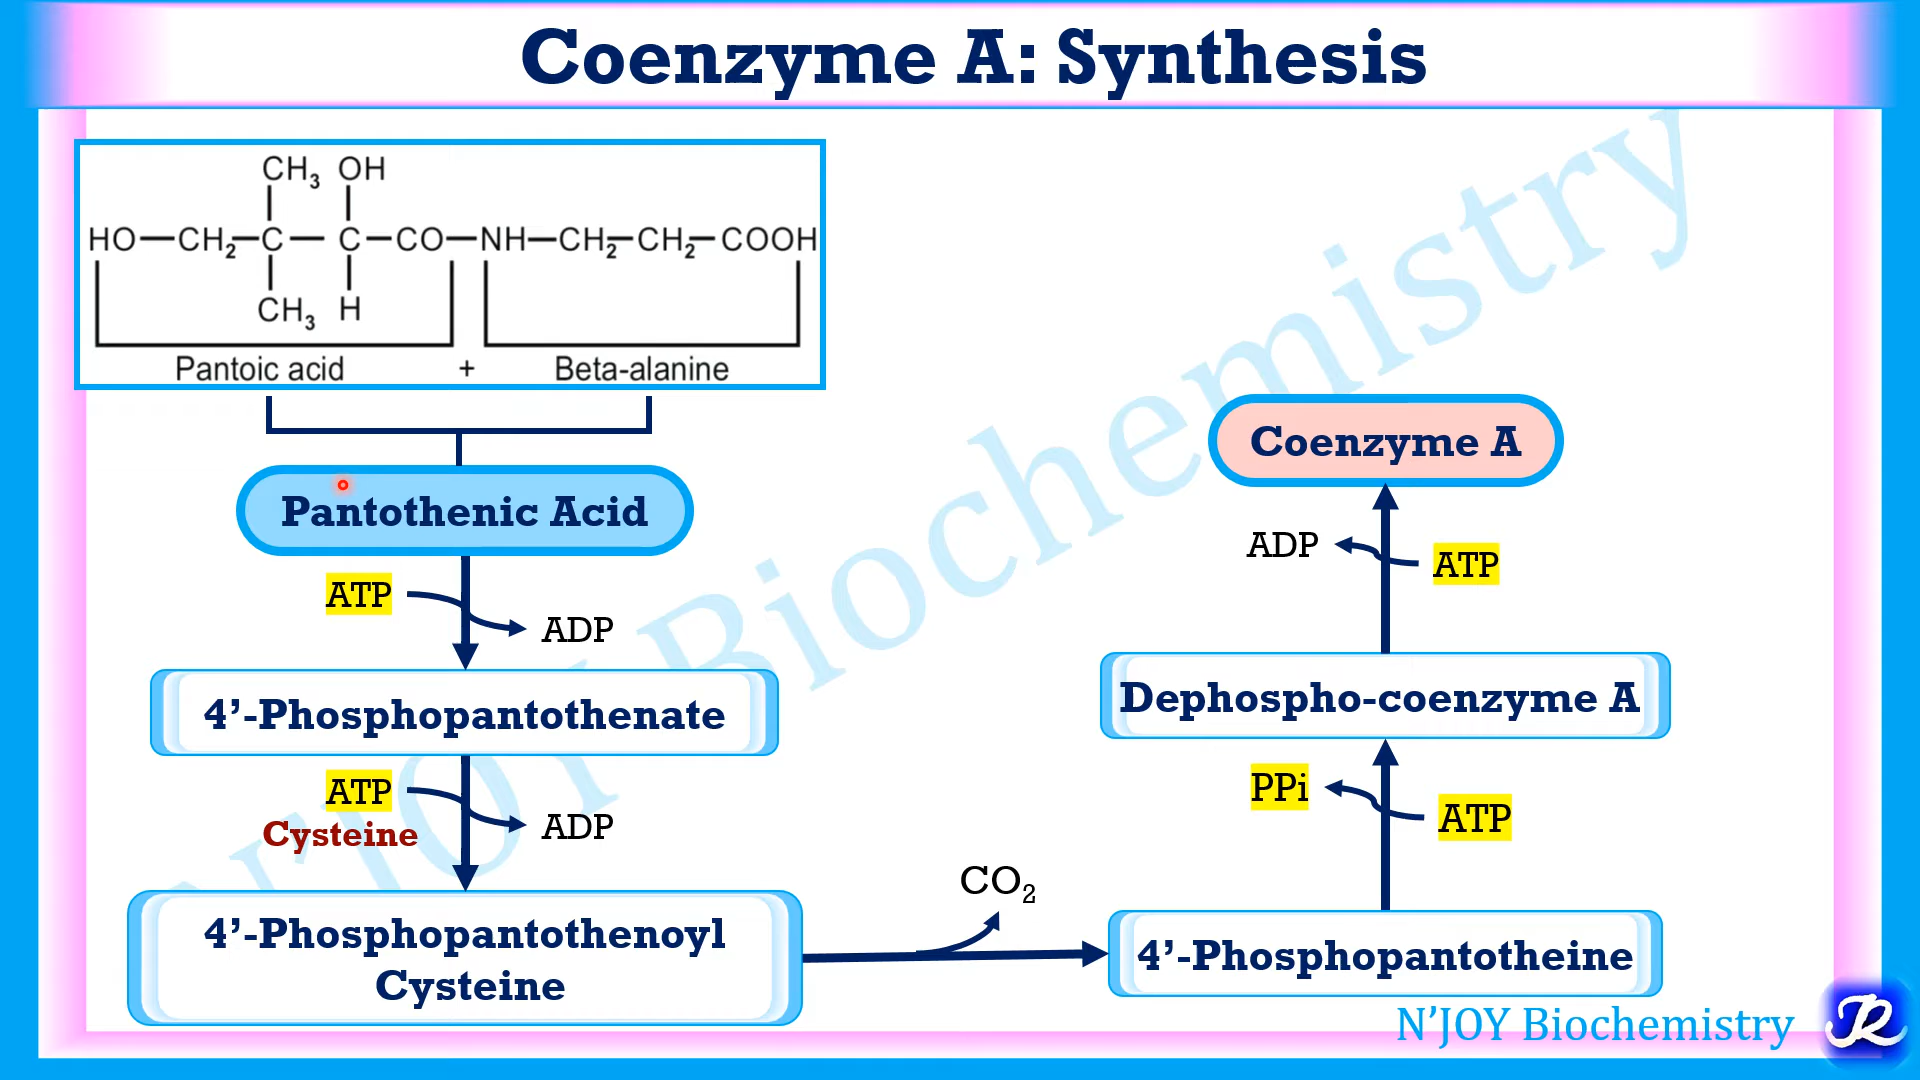 Coenzyme A: Synthesis
CH₃ OH
HO—CH₂—C—C—CO—NH—CH₂—CH₂—COOH
CH₃ H
Pantoic acid + Beta-alanine
Pantothenic Acid
ATP
ADP
4’-Phosphopantothenate
ATP
Cysteine
ADP
4’-Phosphopantothenoyl
Cysteine
CO₂
4’-Phosphopantotheine
PPi
ATP
Dephospho-coenzyme A
ADP
ATP
Coenzyme A
N’JOY Biochemistry
N’JOY Biochemistry